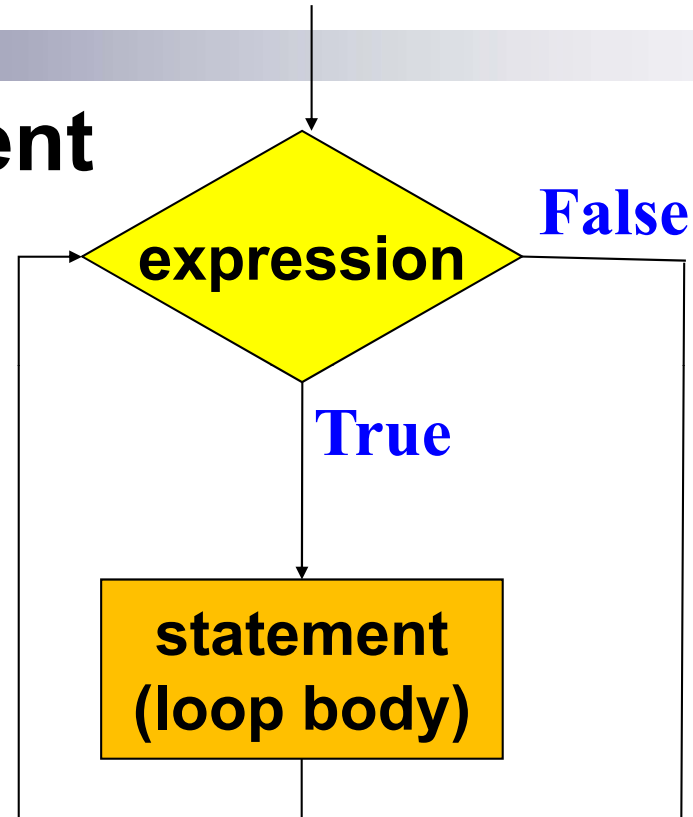 ent
expression
False
True
statement
(loop body)